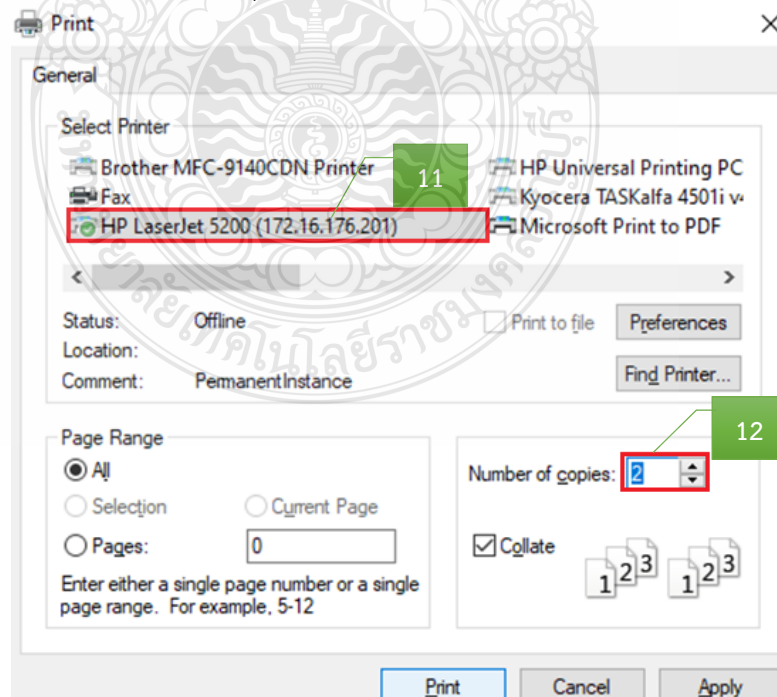 Print
General
Select Printer
Brother MFC-9140CDN Printer
HP Universal Printing PC
Fax
Kyocera TASKalfa 4501i v
HP LaserJet 5200 (172.16.176.201)
Microsoft Print to PDF
11
Status: Offline
Print to file
Preferences
Location:
Comment: PermanentInstance
Find Printer...
12
Page Range
All
Number of copies: 2
Selection
Current Page
Pages: 0
Collate
1 2 3 1 2 3
Enter either a single page number or a single
page range. For example, 5-12
Print
Cancel
Apply